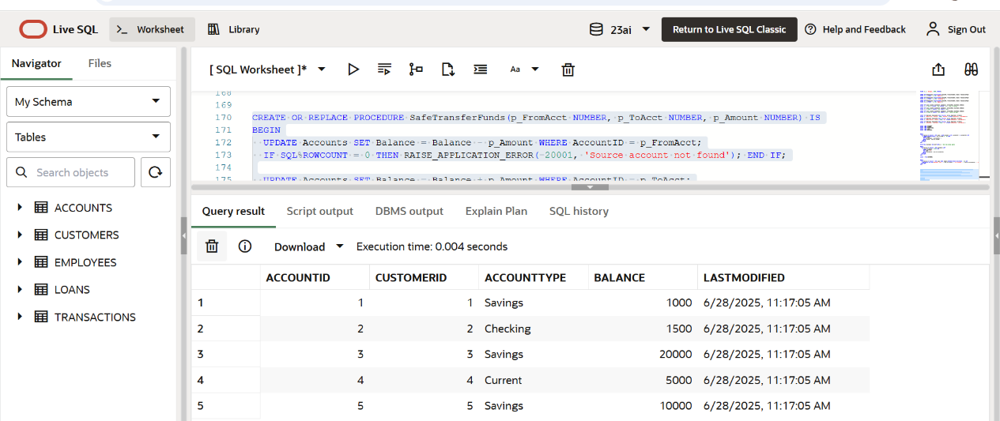 Live SQL
>_ Worksheet
Library
23ai
Return to Live SQL Classic
Help and Feedback
Sign Out
Navigator
Files
My Schema
Tables
Search objects
ACCOUNTS
CUSTOMERS
EMPLOYEES
LOANS
TRANSACTIONS
[ SQL Worksheet ]*
Aa
168
169
170 CREATE OR REPLACE PROCEDURE SafeTransferFunds(p_FromAcct NUMBER, p_ToAcct NUMBER, p_Amount NUMBER) IS
171 BEGIN
172 UPDATE Accounts SET Balance = Balance - p_Amount WHERE AccountID = p_FromAcct;
173 IF SQL%ROWCOUNT = 0 THEN RAISE_APPLICATION_ERROR(-20001, 'Source account not found'); END IF;
174
175 UPDATE Accounts SET Balance = Balance + p_Amount WHERE AccountID = p_ToAcct;
Query result
Script output
DBMS output
Explain Plan
SQL history
Download
Execution time: 0.004 seconds
ACCOUNTID CUSTOMERID ACCOUNTTYPE BALANCE LASTMODIFIED
1 1 1 Savings 1000 6/28/2025, 11:17:05 AM
2 2 2 Checking 1500 6/28/2025, 11:17:05 AM
3 3 3 Savings 20000 6/28/2025, 11:17:05 AM
4 4 4 Current 5000 6/28/2025, 11:17:05 AM
5 5 5 Savings 10000 6/28/2025, 11:17:05 AM